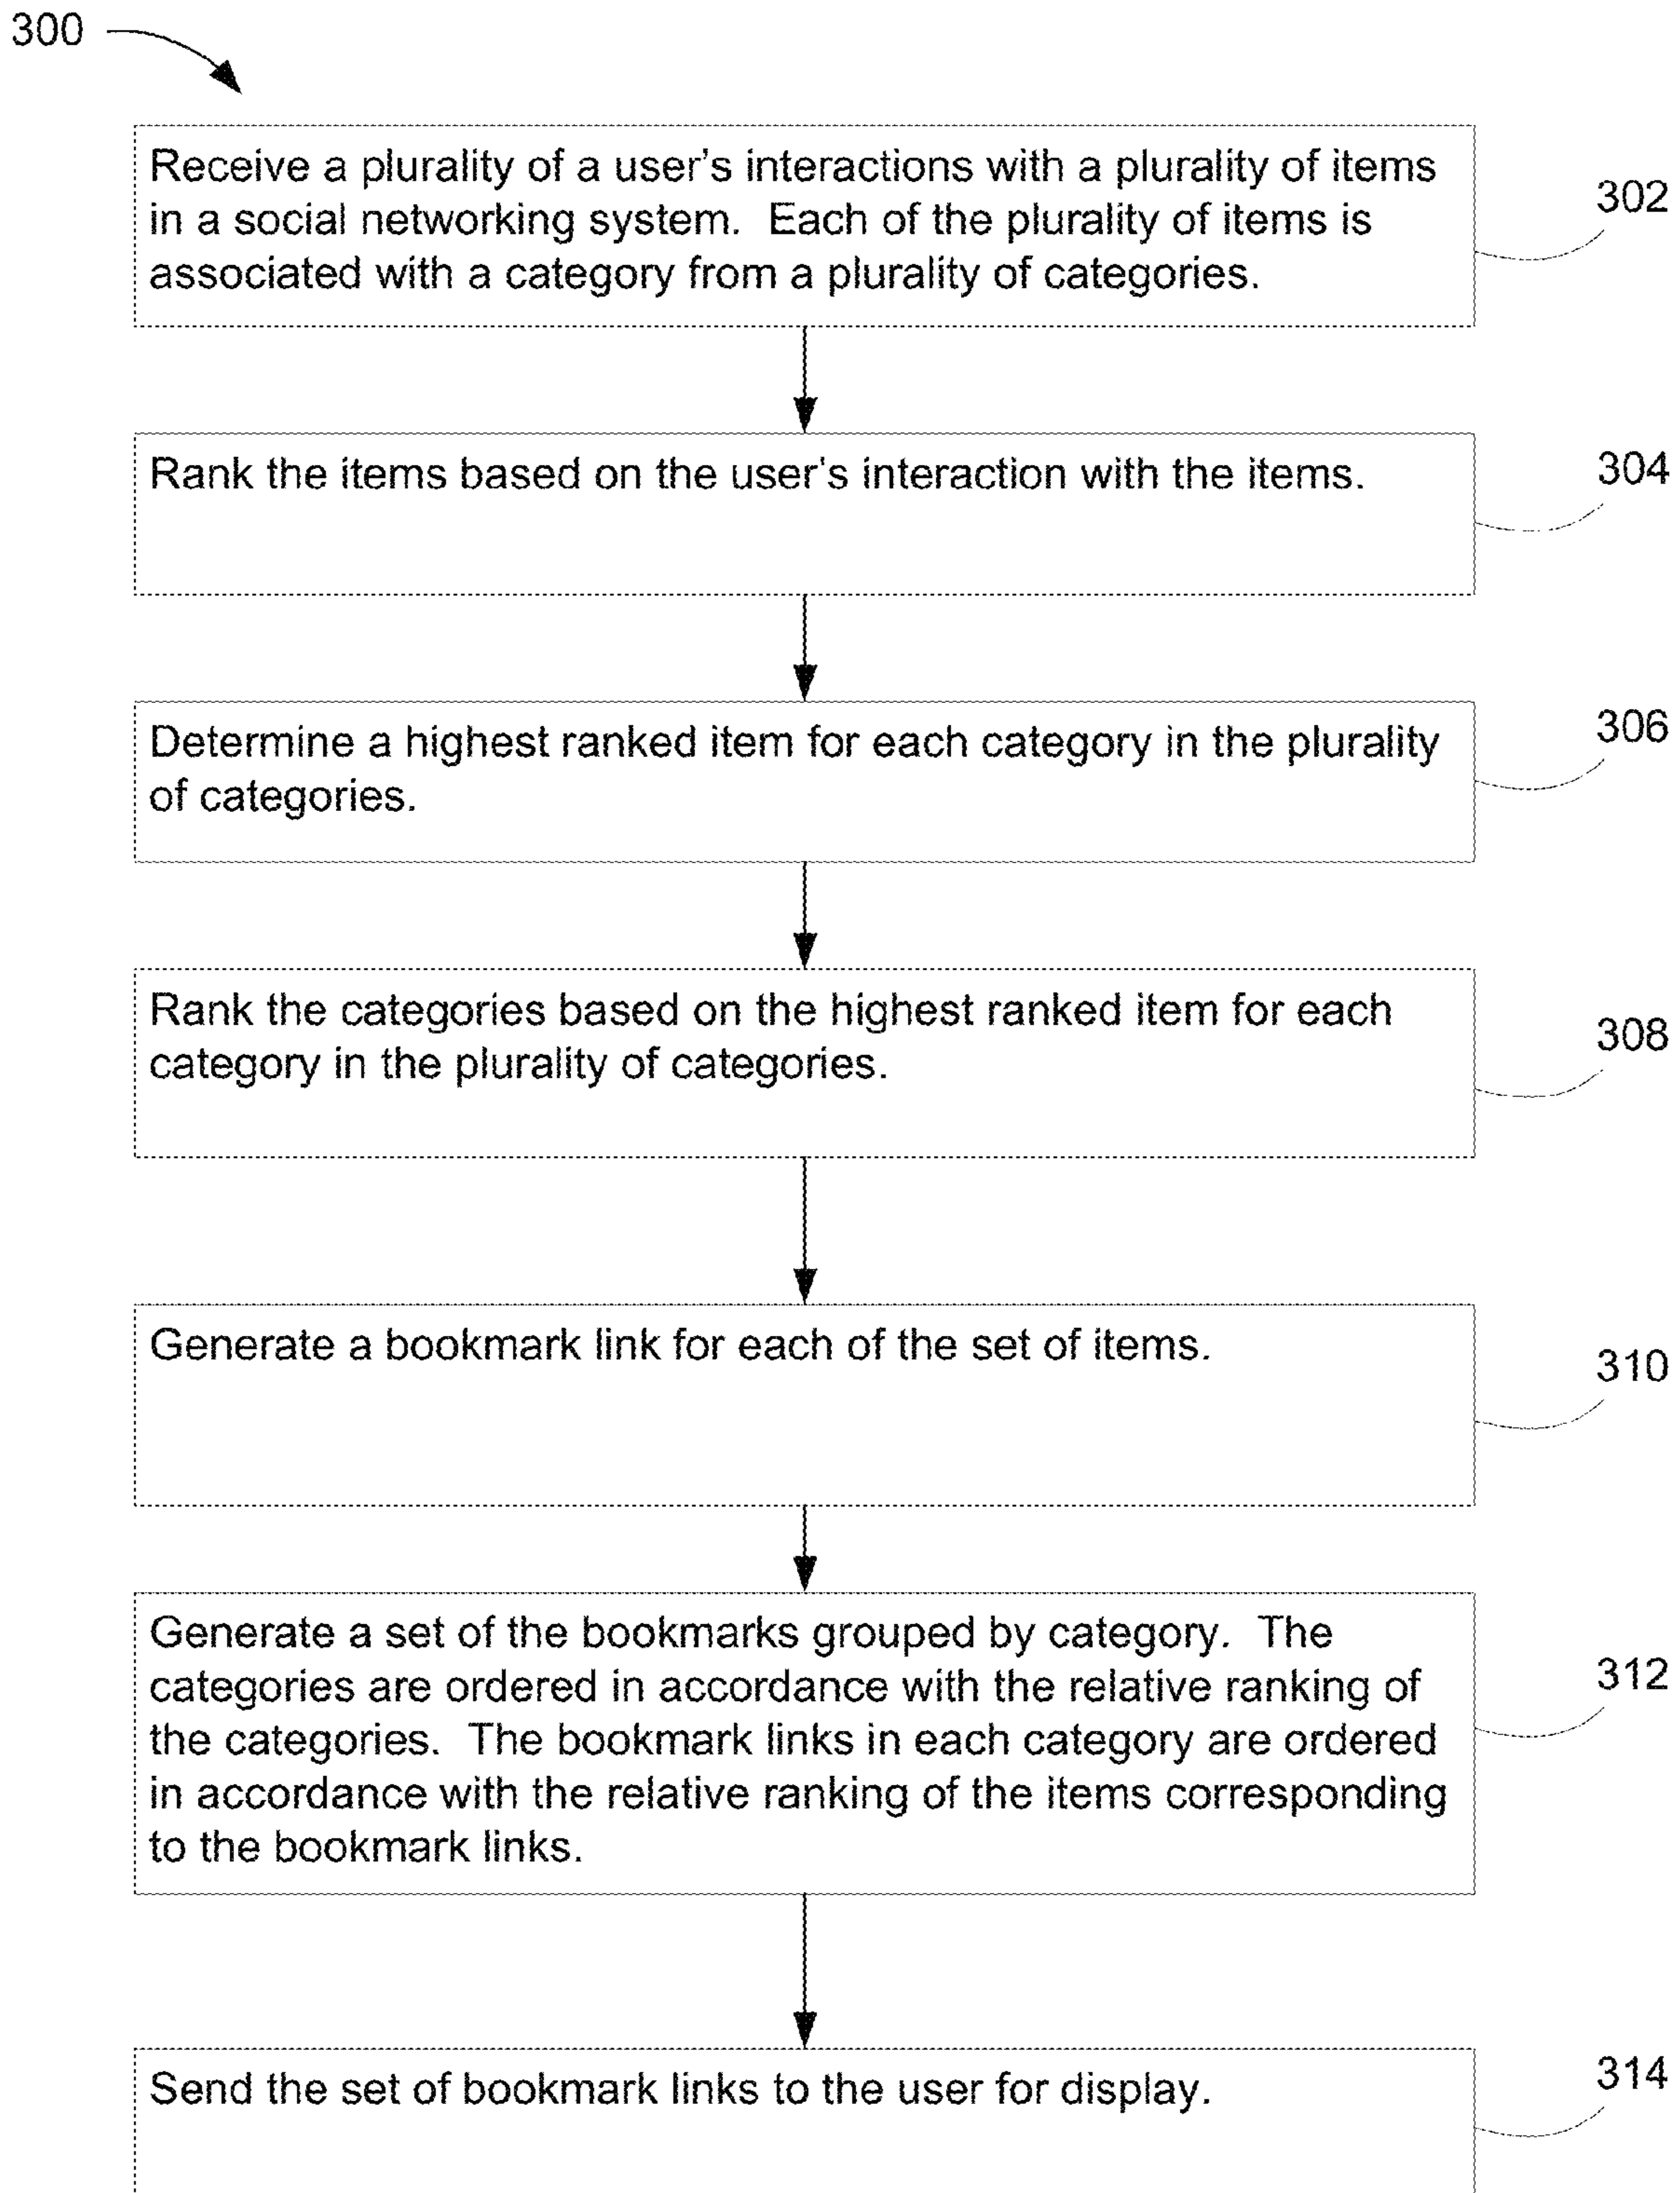 300
Receive a plurality of a user's interactions with a plurality of items
in a social networking system. Each of the plurality of items is
associated with a category from a plurality of categories.
302
Rank the items based on the user's interaction with the items.
304
Determine a highest ranked item for each category in the plurality
of categories.
306
Rank the categories based on the highest ranked item for each
category in the plurality of categories.
308
Generate a bookmark link for each of the set of items.
310
Generate a set of the bookmarks grouped by category. The
categories are ordered in accordance with the relative ranking of
the categories. The bookmark links in each category are ordered
in accordance with the relative ranking of the items corresponding
to the bookmark links.
312
Send the set of bookmark links to the user for display.
314